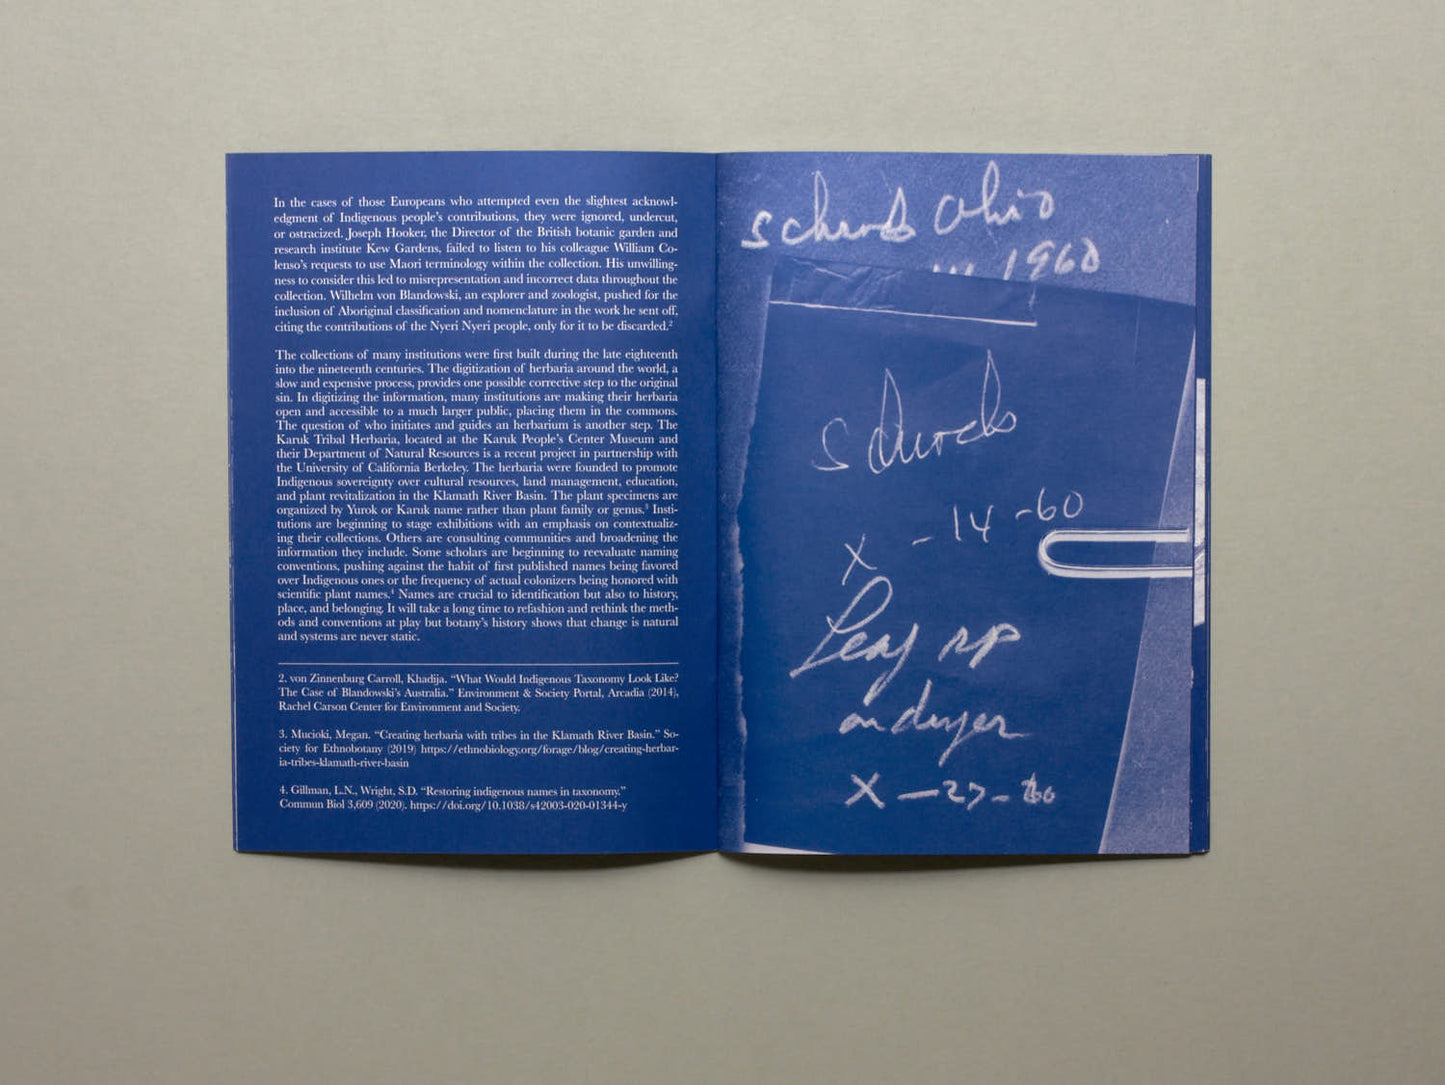 In the cases of those Europeans who attempted even the slightest acknowl-
edgment of Indigenous people's contributions, they were ignored, undercut,
or ostracized. Joseph Hooker, the Director of the British botanic garden and
research institute Kew Gardens, failed to listen to his colleague William Co-
lenso's requests to use Maori terminology within the collection. His unwilling-
ness to consider this led to misrepresentation and incorrect data throughout the
collection. Wilhelm von Blandowski, an explorer and zoologist, pushed for the
inclusion of Aboriginal classification and nomenclature in the work he sent off,
citing the contributions of the Nyeri Nyeri people, only for it to be discarded.²
The collections of many institutions were first built during the late eighteenth
into the nineteenth centuries. The digitization of herbaria around the world, a
slow and expensive process, provides one possible corrective step to the original
sin. In digitizing the information, many institutions are making their herbaria
open and accessible to a much larger public, placing them in the commons.
The question of who initiates and guides an herbarium is another step. The
Karuk Tribal Herbaria, located at the Karuk People's Center Museum and
their Department of Natural Resources is a recent project in partnership with
the University of California Berkeley. The herbaria were founded to promote
Indigenous sovereignty over cultural resources, land management, education,
and plant revitalization in the Klamath River Basin. The plant specimens are
organized by Yurok or Karuk name rather than plant family or genus.³ Insti-
tutions are beginning to stage exhibitions with an emphasis on contextualiz-
ing their collections. Others are consulting communities and broadening the
information they include. Some scholars are beginning to reevaluate naming
conventions, pushing against the habit of first published names being favored
over Indigenous ones or the frequency of actual colonizers being honored with
scientific plant names.⁴ Names are crucial to identification but also to history,
place, and belonging. It will take a long time to refashion and rethink the meth-
ods and conventions at play but botany's history shows that change is natural
and systems are never static.
2. von Zinnenburg Carroll, Khadija. “What Would Indigenous Taxonomy Look Like?
The Case of Blandowski's Australia.” Environment & Society Portal, Arcadia (2014),
Rachel Carson Center for Environment and Society.
3. Mucioki, Megan. “Creating herbaria with tribes in the Klamath River Basin.” So-
ciety for Ethnobotany (2019) https://ethnobiology.org/forage/blog/creating-herbar-
ia-tribes-klamath-river-basin
4. Gillman, L.N., Wright, S.D. “Restoring indigenous names in taxonomy.”
Commun Biol 3,609 (2020). https://doi.org/10.1038/s42003-020-01344-y
Ohio
1960
-14-60
X
Leaf
on dryer
X-27-60